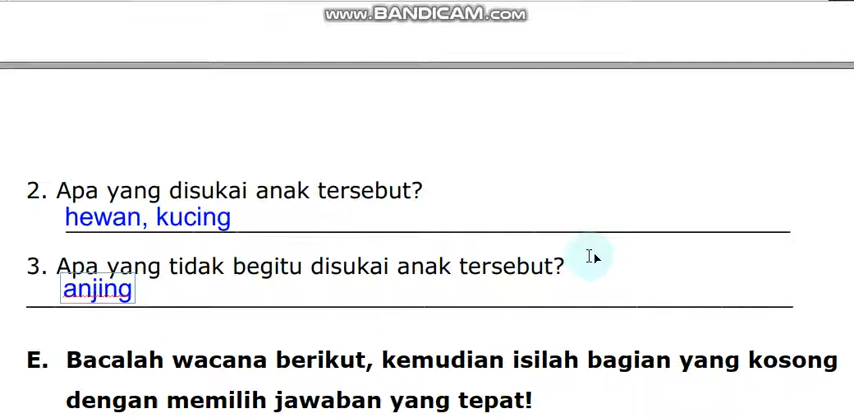 www.BANDICAM.com
2. Apa yang disukai anak tersebut?
hewan, kucing
3. Apa yang tidak begitu disukai anak tersebut?
anjing
E. Bacalah wacana berikut, kemudian isilah bagian yang kosong
dengan memilih jawaban yang tepat!